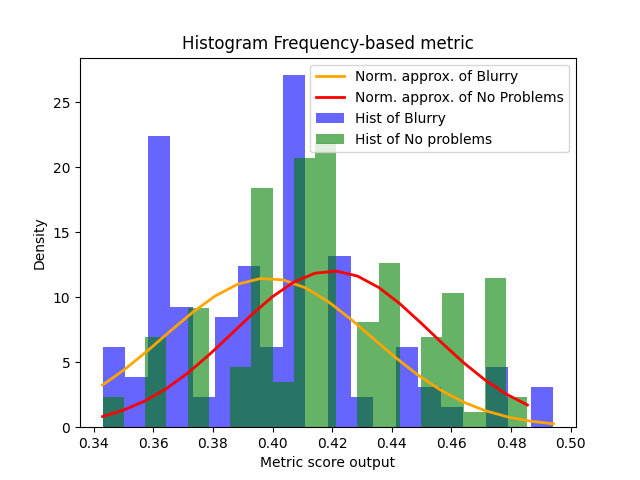 Histogram Frequency-based metric
Norm. approx. of Blurry
Norm. approx. of No Problems
Hist of Blurry
Hist of No problems
Density
25
20
15
10
5
0
0.34 0.36 0.38 0.40 0.42 0.44 0.46 0.48 0.50
Metric score output